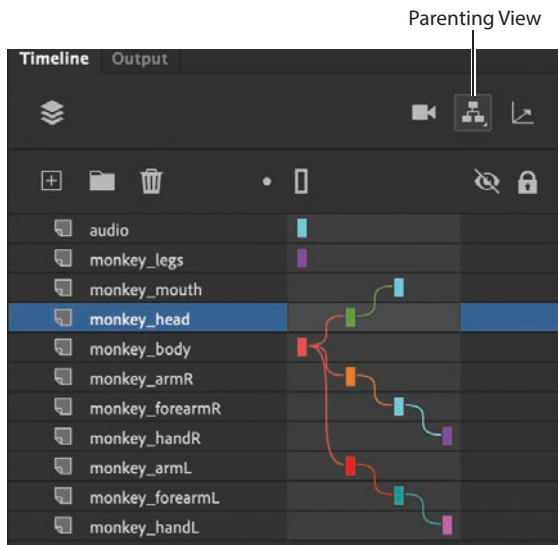 Parenting View
Timeline Output
audio
monkey_legs
monkey_mouth
monkey_head
monkey_body
monkey_armR
monkey_forearmR
monkey_handR
monkey_armL
monkey_forearmL
monkey_handL